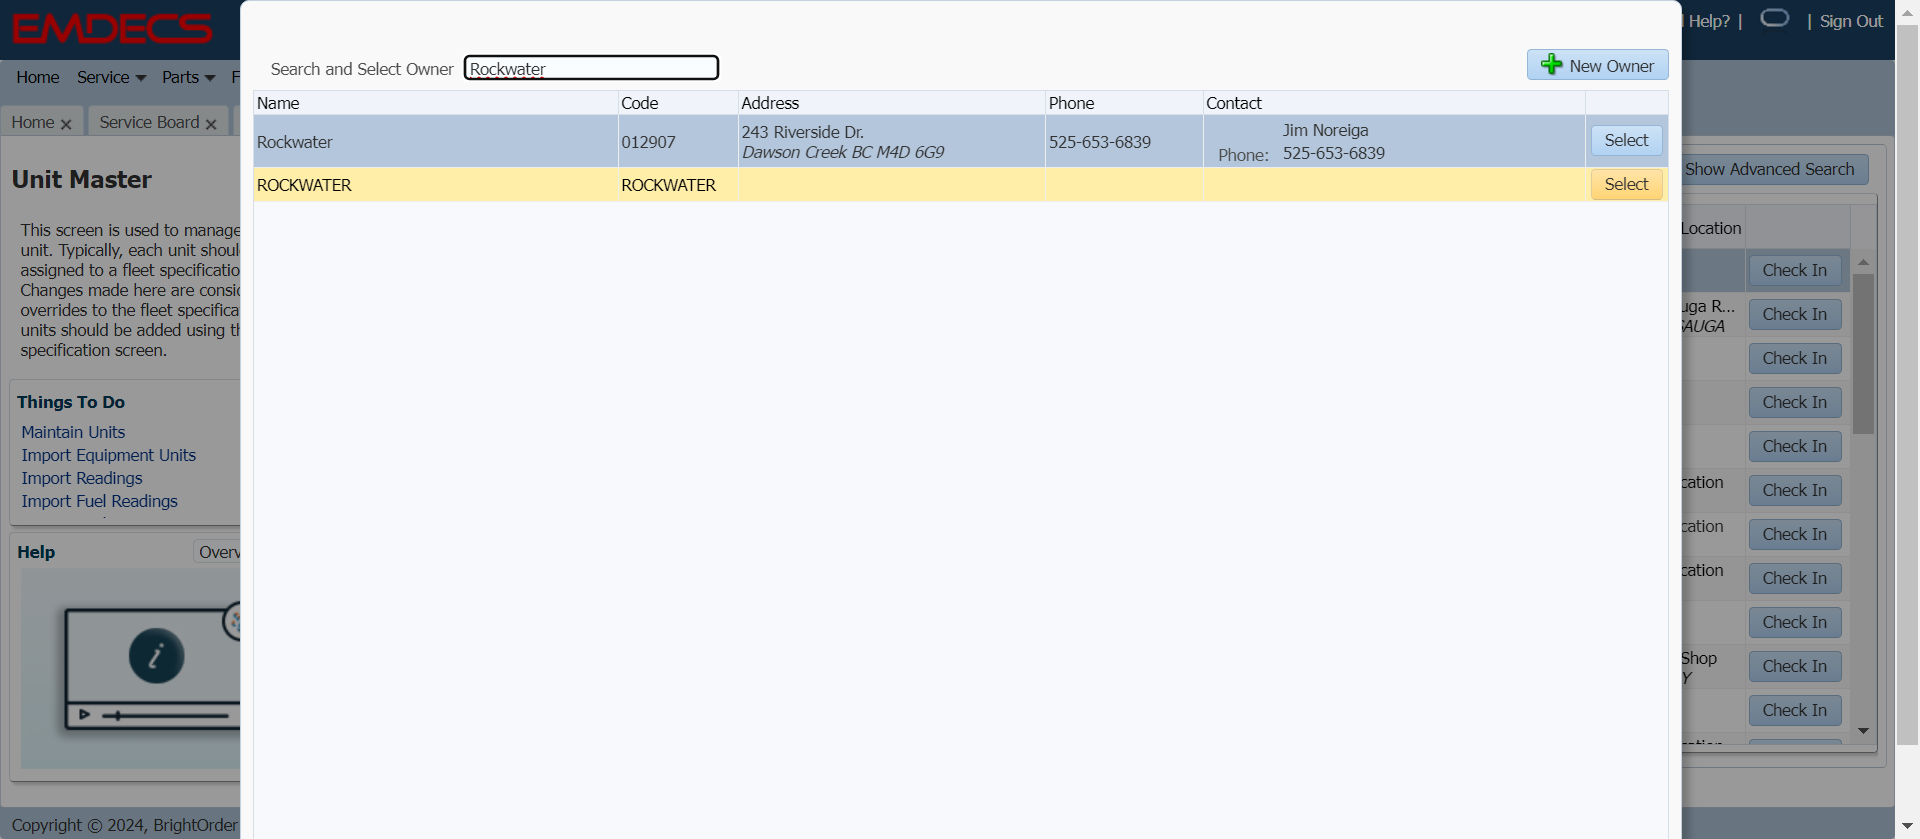 EMDECS
Help? |
| Sign Out
Home Service Parts F
Home × Service Board ×
Search and Select Owner Rockwater
New Owner
Name Code Address Phone Contact
Rockwater 012907 243 Riverside Dr. 525-653-6839 Jim Noreiga Select
Dawson Creek BC M4D 6G9 Phone: 525-653-6839
ROCKWATER ROCKWATER Select
Show Advanced Search
Unit Master
This screen is used to manage
unit. Typically, each unit shoul
assigned to a fleet specificatio
Changes made here are consid
overrides to the fleet specifica
units should be added using th
specification screen.
Things To Do
Maintain Units
Import Equipment Units
Import Readings
Import Fuel Readings
Help Overv
i
Location
Check In
uga R... Check In
GAUGA
Check In
Check In
Check In
cation Check In
cation Check In
cation Check In
Check In
Shop Check In
Y
Check In
Copyright © 2024, BrightOrder